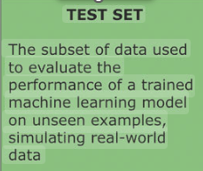 TEST SET
The subset of data used
to evaluate the
performance of a trained
machine learning model
on unseen examples,
simulating real-world
data